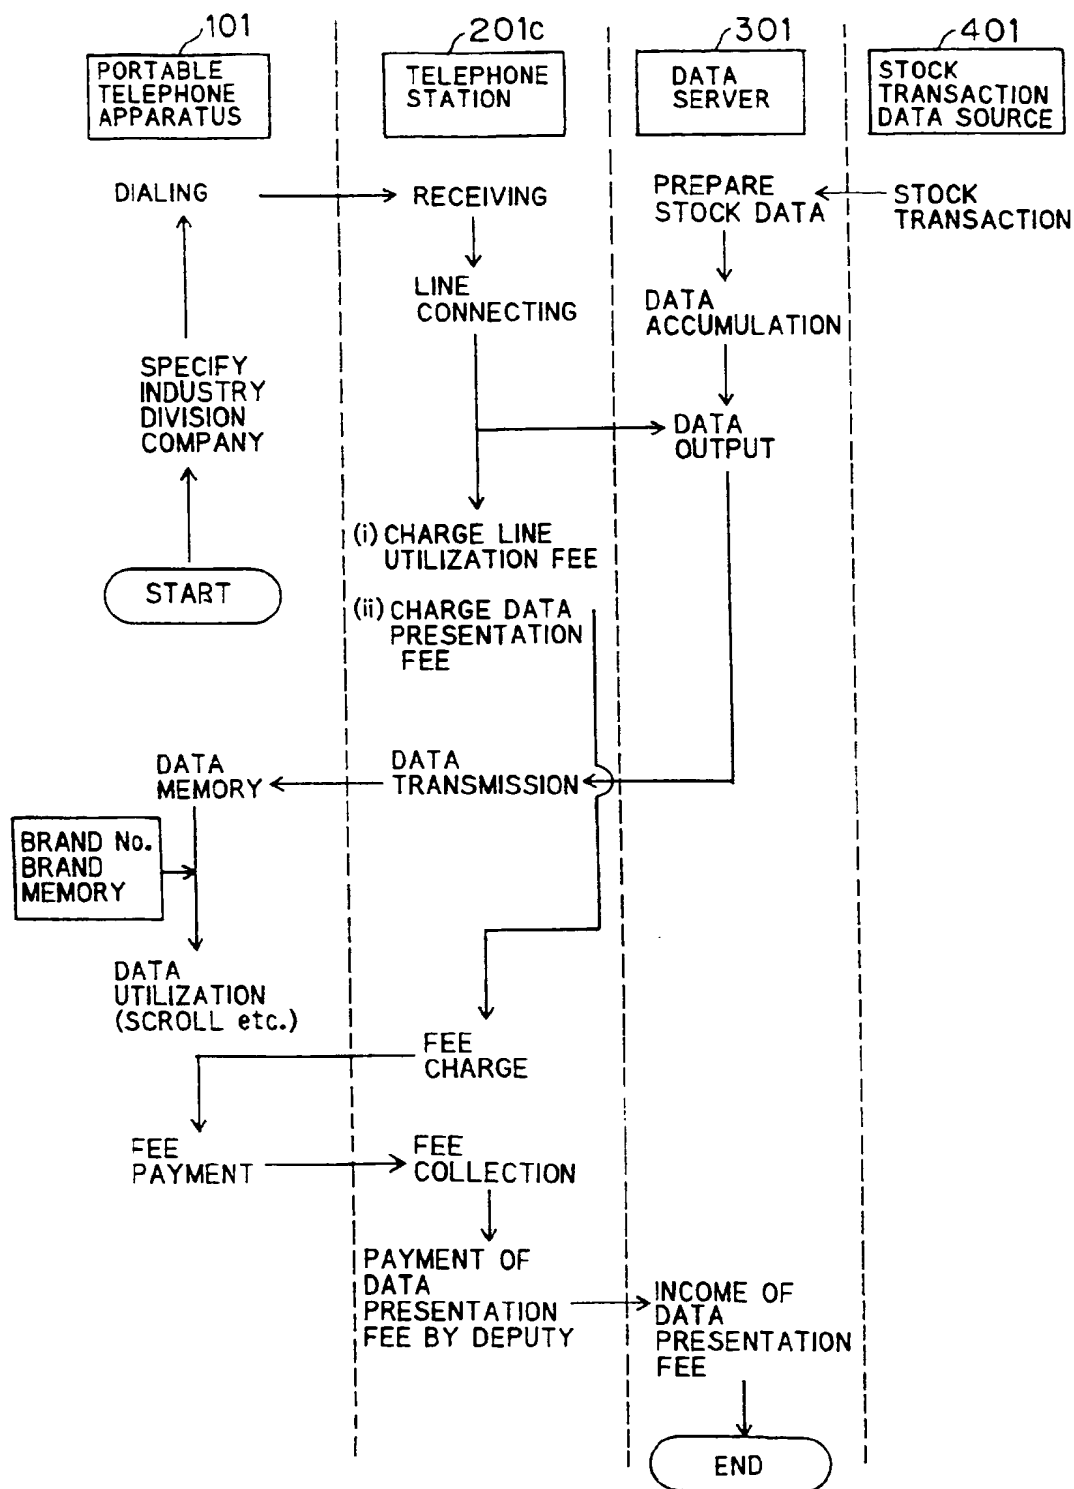 101
201c
301
401
PORTABLE
TELEPHONE
APPARATUS
TELEPHONE
STATION
DATA
SERVER
STOCK
TRANSACTION
DATA SOURCE
DIALING
RECEIVING
PREPARE
STOCK DATA
STOCK
TRANSACTION
LINE
CONNECTING
DATA
ACCUMULATION
SPECIFY
INDUSTRY
DIVISION
COMPANY
DATA
OUTPUT
START
(i) CHARGE LINE
UTILIZATION FEE
(ii) CHARGE DATA
PRESENTATION
FEE
DATA
MEMORY
DATA
TRANSMISSION
BRAND No.
BRAND
MEMORY
DATA
UTILIZATION
(SCROLL etc.)
FEE
CHARGE
FEE
PAYMENT
FEE
COLLECTION
PAYMENT OF
DATA
PRESENTATION
FEE BY DEPUTY
INCOME OF
DATA
PRESENTATION
FEE
END